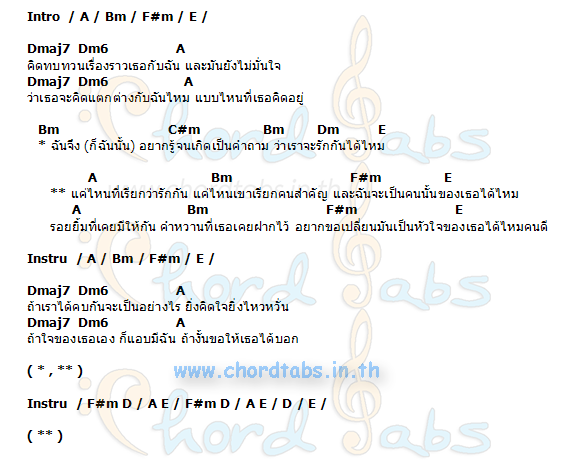 Intro / A / Bm / F#m / E /
Dmaj7 Dm6 A
คิดทบทวนเรื่องราวเธอกับฉัน และมันยังไม่มั่นใจ
Dmaj7 Dm6 A
ว่าเธอจะคิดแตกต่างกับฉันไหม แบบไหนที่เธอคิดอยู่
Bm C#m Bm Dm E
* ฉันจึง (ก็ฉันนั้น) อยากรู้จนเกิดเป็นคำถาม ว่าเราจะรักกันได้ไหม
A Bm F#m E
** แค่ไหนที่เรียกว่ารักกัน แค่ไหนเขาเรียกคนสำคัญ และฉันจะเป็นคนนั้นของเธอได้ไหม
A Bm F#m E
รอยยิ้มที่เคยมีให้กัน คำหวานที่เธอเคยฝากไว้ อยากขอเปลี่ยนมันเป็นหัวใจของเธอได้ไหมคนดี
Instru / A / Bm / F#m / E /
Dmaj7 Dm6 A
ถ้าเราได้คบกันจะเป็นอย่างไร ยิ่งคิดใจยิ่งไหวหวั่น
Dmaj7 Dm6 A
ถ้าใจของเธอเอง ก็แอบมีฉัน ถ้างั้นขอให้เธอได้บอก
( * , ** )
www.chordtabs.in.th
Instru / F#m D / A E / F#m D / A E / D / E /
( ** )